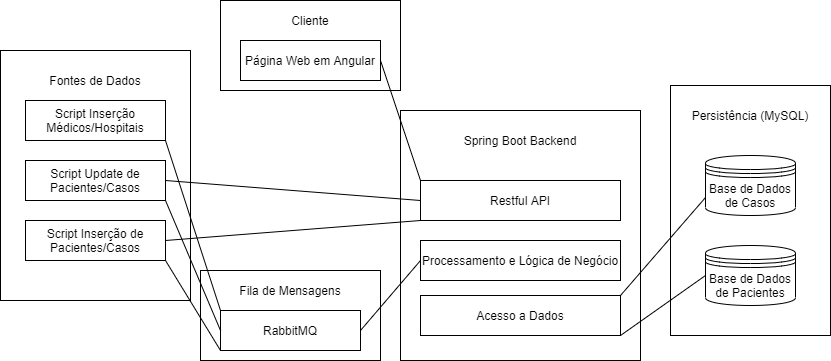 Cliente
Página Web em Angular
Fontes de Dados
Script Inserção
Médicos/Hospitais
Script Update de
Pacientes/Casos
Script Inserção de
Pacientes/Casos
Fila de Mensagens
RabbitMQ
Spring Boot Backend
Restful API
Processamento e Lógica de Negócio
Acesso a Dados
Persistência (MySQL)
Base de Dados
de Casos
Base de Dados
de Pacientes